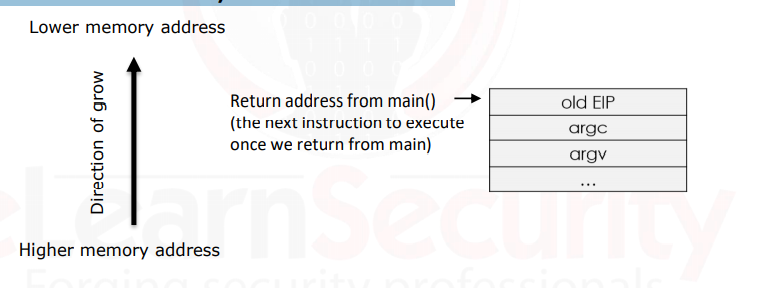 Lower memory address
Direction of grow
Return address from main()
(the next instruction to execute
once we return from main)
old EIP
argc
argv
...
Higher memory address
eLearnSecurity
Forging security professionals